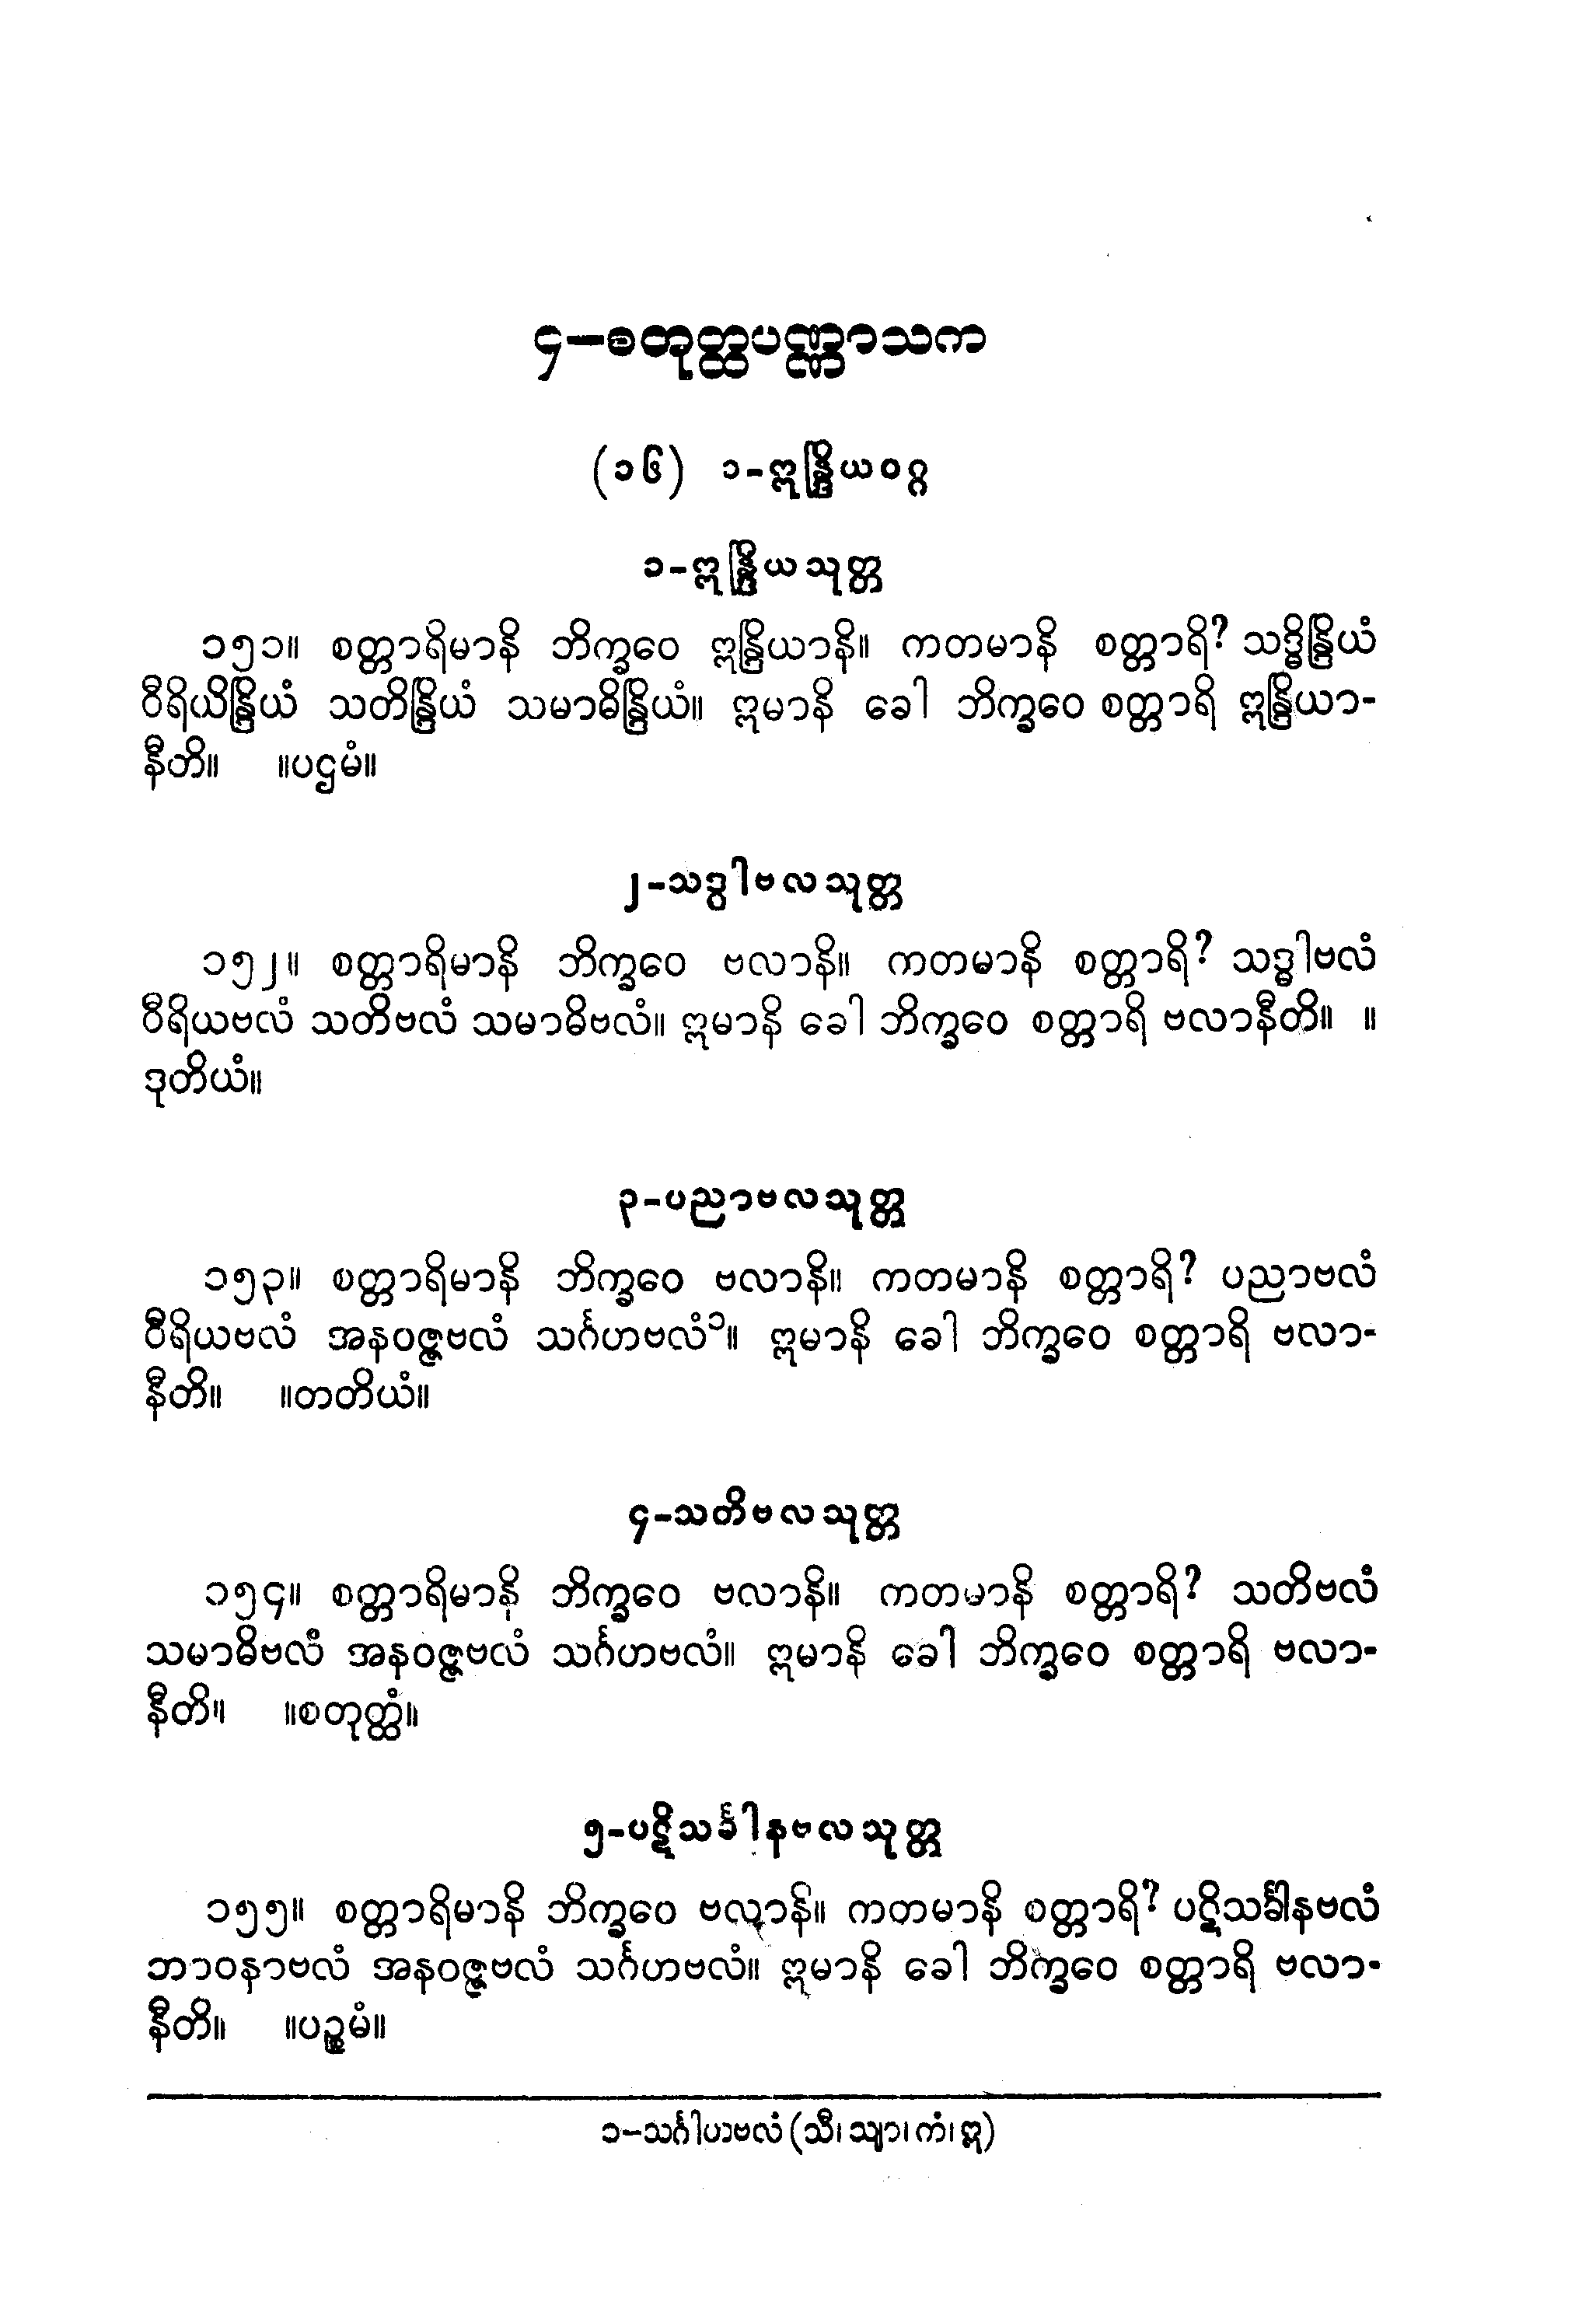 ၄–စတုတ္ထပဏ္ဏာသက
(၁၆) ၁-ဣန္ဒြိယဝဂ္ဂ
၁-ဣန္ဒြိယသုတ္တ
၁၅၁။ စတ္တာရိမာနိ ဘိက္ခဝေ ဣန္ဒြိယာနိ။ ကတမာနိ စတ္တာရိ? သဒ္ဓိန္ဒြိယံ
ဝီရိယိန္ဒြိယံ သတိန္ဒြိယံ သမာဓိန္ဒြိယံ။ ဣမာနိ ခေါ ဘိက္ခဝေ စတ္တာရိ ဣန္ဒြိယာ-
နီတိ။ ။ပဌမံ။
၂-သဒ္ဓါဗလသုတ္တ
၁၅၂။ စတ္တာရိမာနိ ဘိက္ခဝေ ဗလာနိ။ ကတမာနိ စတ္တာရိ? သဒ္ဓါဗလံ
ဝီရိယဗလံ သတိဗလံ သမာဓိဗလံ။ ဣမာနိ ခေါ ဘိက္ခဝေ စတ္တာရိ ဗလာနီတိ။ ။
ဒုတိယံ။
၃-ပညာဗလသုတ္တ
၁၅၃။ စတ္တာရိမာနိ ဘိက္ခဝေ ဗလာနိ။ ကတမာနိ စတ္တာရိ? ပညာဗလံ
ဝီရိယဗလံ အနဝဇ္ဇဗလံ သင်္ဂဟဗလံ၁။ ဣမာနိ ခေါ ဘိက္ခဝေ စတ္တာရိ ဗလာ-
နီတိ။ ။တတိယံ။
၄-သတိဗလသုတ္တ
၁၅၄။ စတ္တာရိမာနိ ဘိက္ခဝေ ဗလာနိ။ ကတမာနိ စတ္တာရိ? သတိဗလံ
သမာဓိဗလံ အနဝဇ္ဇဗလံ သင်္ဂဟဗလံ။ ဣမာနိ ခေါ ဘိက္ခဝေ စတ္တာရိ ဗလာ-
နီတိ။ ။စတုတ္ထံ။
၅-ပဋိသင်္ခါနဗလသုတ္တ
၁၅၅။ စတ္တာရိမာနိ ဘိက္ခဝေ ဗလာနိ။ ကတမာနိ စတ္တာရိ? ပဋိသင်္ခါနဗလံ
ဘာဝနာဗလံ အနဝဇ္ဇဗလံ သင်္ဂဟဗလံ။ ဣမာနိ ခေါ ဘိက္ခဝေ စတ္တာရိ ဗလာ-
နီတိ။ ။ပဉ္စမံ။
၁–သင်္ဂါဟဗလံ (သီ၊ သျာ၊ ကံ၊ ဣ)